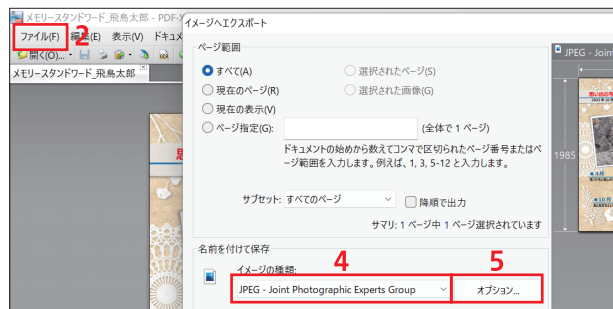 メモリースタンドワード_飛鳥太郎 - PDF-X
ファイル(F) 編集(E) 表示(V) ドキュメ
2
開く(O)...
メモリースタンドワード_飛鳥太郎
イメージへエクスポート
ページ範囲
すべて(A) 選択されたページ(S)
現在のページ(R) 選択された画像(G)
現在の表示(V)
ページ指定(G): (全体で 1 ページ)
ドキュメントの始めから数えてコンマで区切られたページ番号またはペ
ージ範囲を入力します。例えば、1, 3, 5-12 と入力します。
サブセット: すべてのページ 降順で出力
サマリ: 1 ページ中 1 ページ選択されています
名前を付けて保存
4 5
イメージの種類:
JPEG - Joint Photographic Experts Group オプション...
JPEG - Joint
1985
思い出の
4月
10月